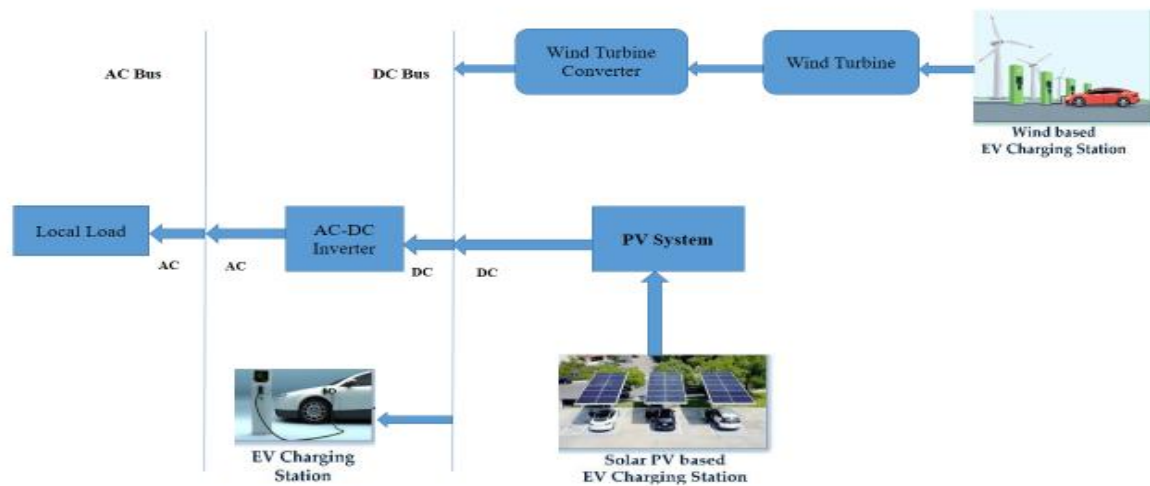 AC Bus
DC Bus
Wind Turbine
Converter
Wind Turbine
Wind based
EV Charging Station
Local Load
AC-DC
Inverter
PV System
AC
AC
DC
DC
EV Charging
Station
Solar PV based
EV Charging Station